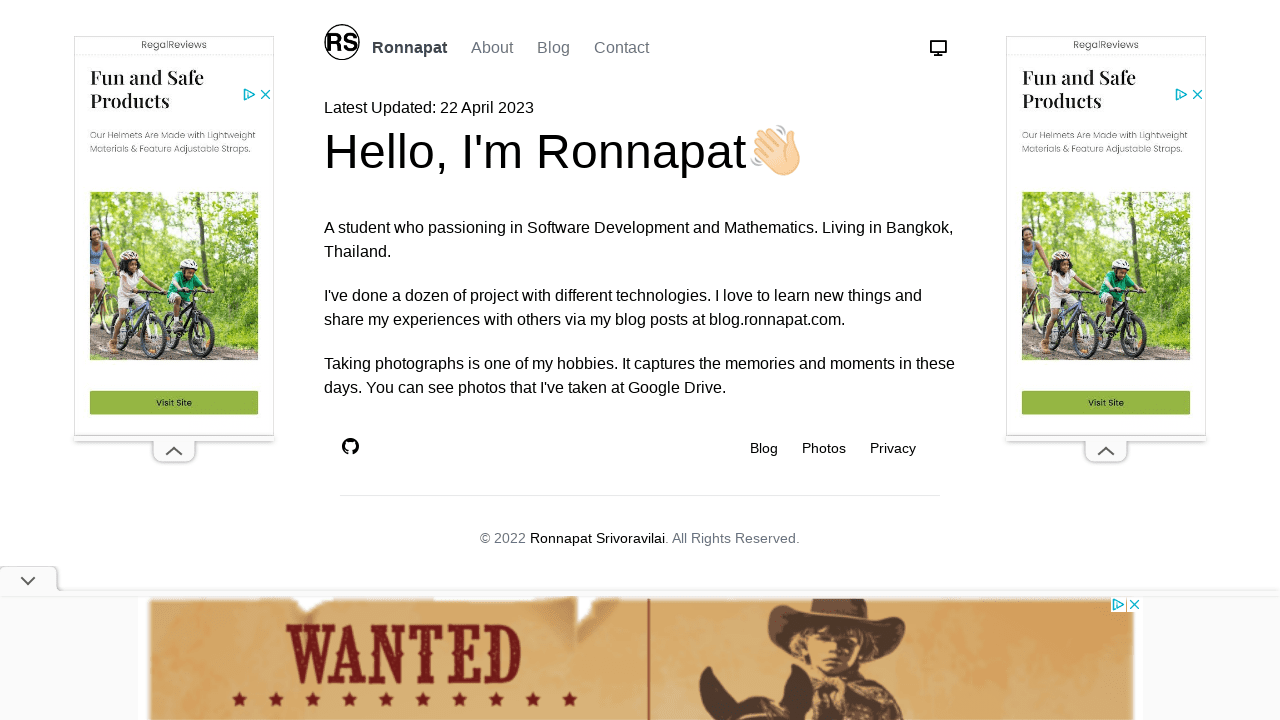 RegalReviews
Fun and Safe
Products
Our Helmets Are Made with Lightweight
Materials & Feature Adjustable Straps.
Visit Site
RS Ronnapat About Blog Contact
Latest Updated: 22 April 2023
Hello, I'm Ronnapat👋🏻
A student who passioning in Software Development and Mathematics. Living in Bangkok,
Thailand.
I've done a dozen of project with different technologies. I love to learn new things and
share my experiences with others via my blog posts at blog.ronnapat.com.
Taking photographs is one of my hobbies. It captures the memories and moments in these
days. You can see photos that I've taken at Google Drive.
Blog Photos Privacy
© 2022 Ronnapat Srivoravilai. All Rights Reserved.
RegalReviews
Fun and Safe
Products
Our Helmets Are Made with Lightweight
Materials & Feature Adjustable Straps.
Visit Site
WANTED